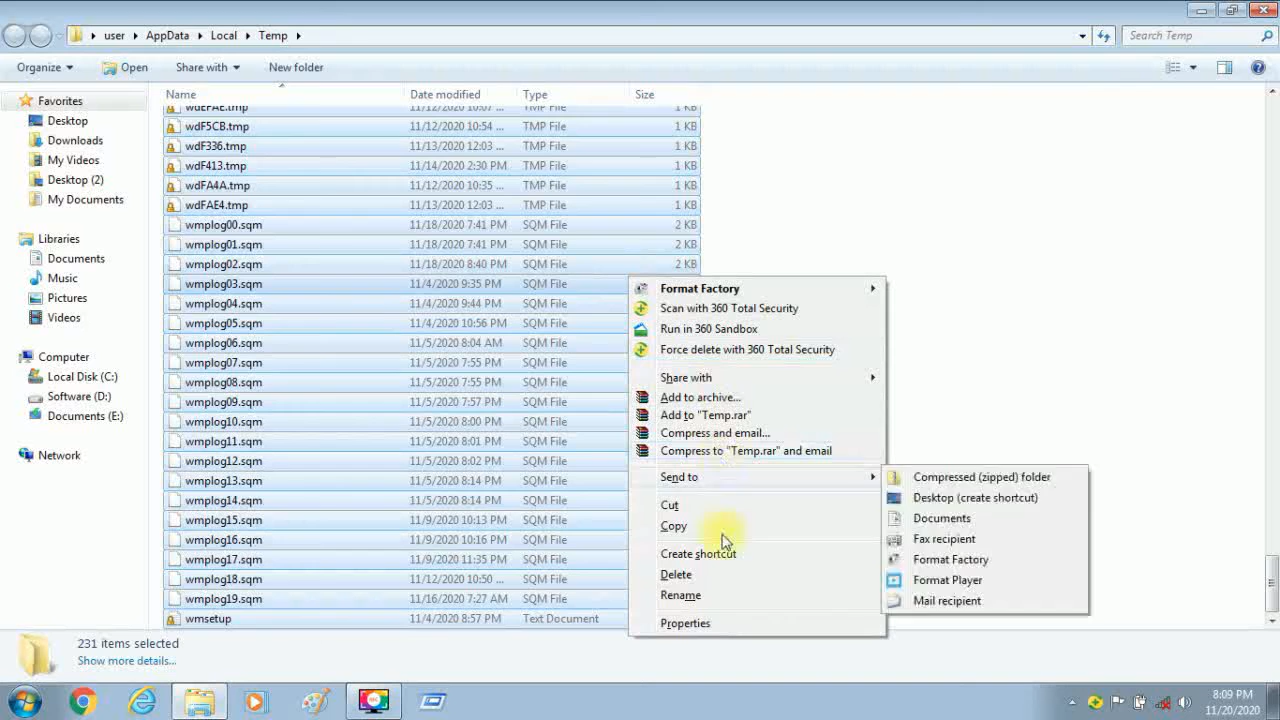 user ▸ AppData ▸ Local ▸ Temp ▸
Search Temp
Organize Open Share with New folder
Favorites
Desktop
Downloads
My Videos
Desktop (2)
My Documents
Libraries
Documents
Music
Pictures
Videos
Computer
Local Disk (C:)
Software (D:)
Documents (E:)
Network
Name Date modified Type Size
wdEFAE.tmp 11/12/2020 10:07 ... TMP File 1 KB
wdF5CB.tmp 11/12/2020 10:54 ... TMP File 1 KB
wdF336.tmp 11/13/2020 12:03 ... TMP File 1 KB
wdF413.tmp 11/14/2020 2:30 PM TMP File 1 KB
wdFA4A.tmp 11/12/2020 10:35 ... TMP File 1 KB
wdFAE4.tmp 11/13/2020 12:03 ... TMP File 1 KB
wmplog00.sqm 11/18/2020 7:41 PM SQM File 2 KB
wmplog01.sqm 11/18/2020 7:41 PM SQM File 2 KB
wmplog02.sqm 11/18/2020 8:40 PM SQM File 2 KB
wmplog03.sqm 11/4/2020 9:35 PM SQM File
wmplog04.sqm 11/4/2020 9:44 PM SQM File
wmplog05.sqm 11/4/2020 10:56 PM SQM File
wmplog06.sqm 11/5/2020 8:04 AM SQM File
wmplog07.sqm 11/5/2020 7:55 PM SQM File
wmplog08.sqm 11/5/2020 7:55 PM SQM File
wmplog09.sqm 11/5/2020 7:57 PM SQM File
wmplog10.sqm 11/5/2020 8:00 PM SQM File
wmplog11.sqm 11/5/2020 8:01 PM SQM File
wmplog12.sqm 11/5/2020 8:02 PM SQM File
wmplog13.sqm 11/5/2020 8:14 PM SQM File
wmplog14.sqm 11/5/2020 8:14 PM SQM File
wmplog15.sqm 11/9/2020 10:13 PM SQM File
wmplog16.sqm 11/9/2020 10:16 PM SQM File
wmplog17.sqm 11/9/2020 11:35 PM SQM File
wmplog18.sqm 11/12/2020 10:50 ... SQM File
wmplog19.sqm 11/16/2020 7:27 AM SQM File
wmsetup 11/4/2020 8:57 PM Text Document
Format Factory
Scan with 360 Total Security
Run in 360 Sandbox
Force delete with 360 Total Security
Share with
Add to archive...
Add to "Temp.rar"
Compress and email...
Compress to "Temp.rar" and email
Send to
Cut
Copy
Create shortcut
Delete
Rename
Properties
Compressed (zipped) folder
Desktop (create shortcut)
Documents
Fax recipient
Format Factory
Format Player
Mail recipient
231 items selected
Show more details...
8:09 PM
11/20/2020